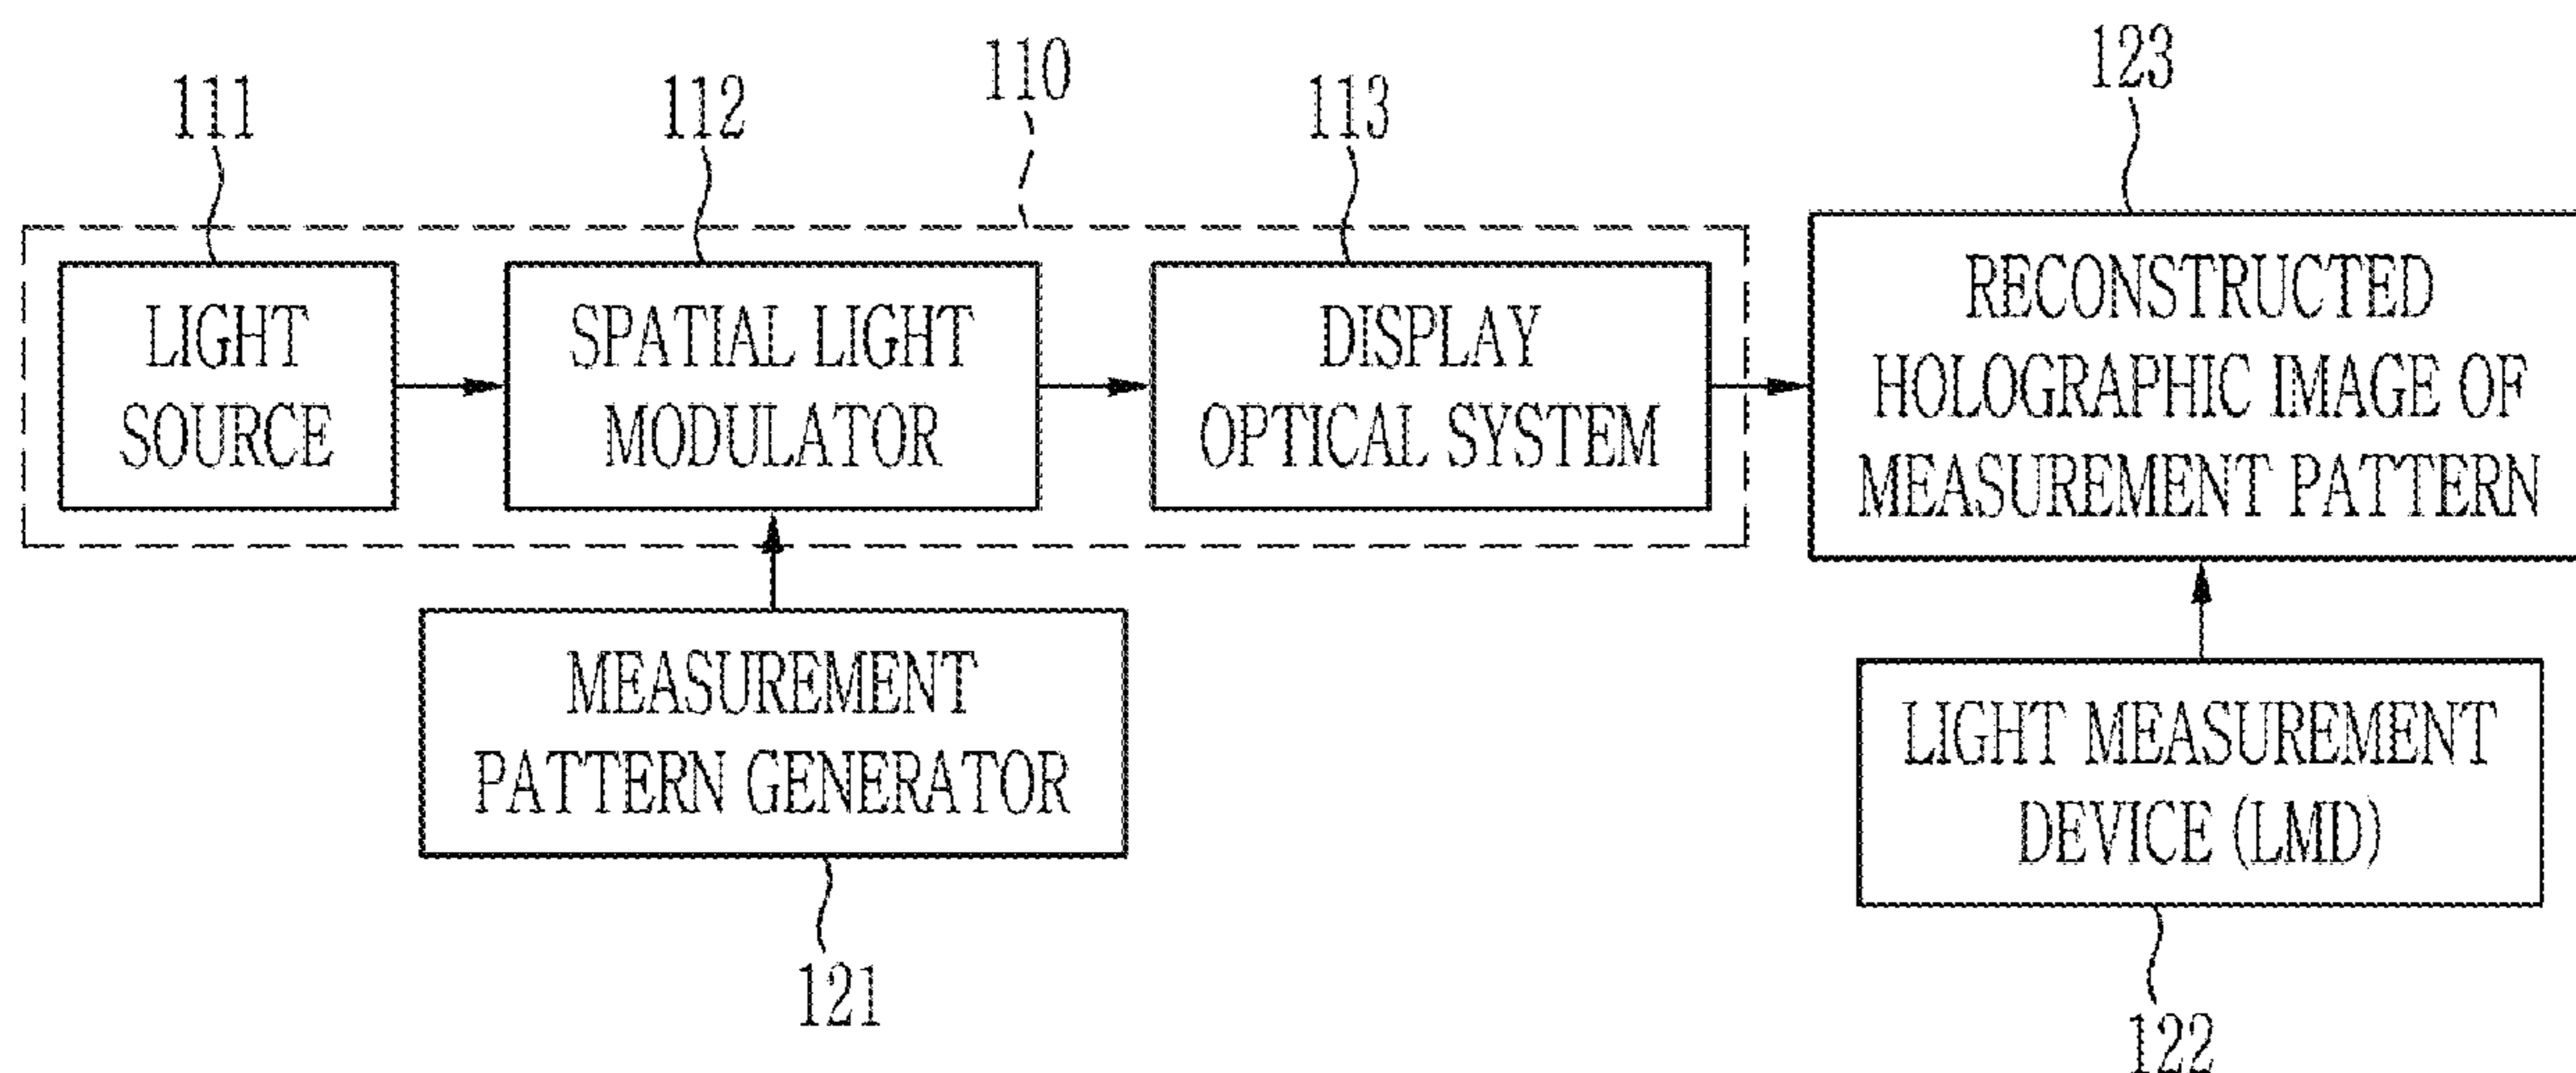 110
123
111
112
113
LIGHT
SOURCE
SPATIAL LIGHT
MODULATOR
DISPLAY
OPTICAL SYSTEM
RECONSTRUCTED
HOLOGRAPHIC IMAGE OF
MEASUREMENT PATTERN
MEASUREMENT
PATTERN GENERATOR
LIGHT MEASUREMENT
DEVICE (LMD)
121
122